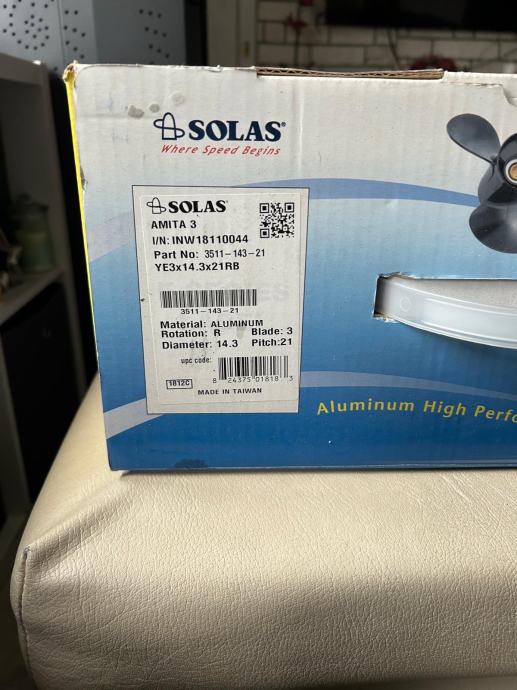 SOLAS®
Where Speed Begins
SOLAS®
AMITA 3
I/N: INW18110044
Part No: 3511-143-21
YE3x14.3x21RB
3511-143-21
Material: ALUMINUM
Rotation: R Blade: 3
Diameter: 14.3 Pitch:21
upc code:
8 24375 01818 3
1812C
MADE IN TAIWAN
Aluminum High Perfo